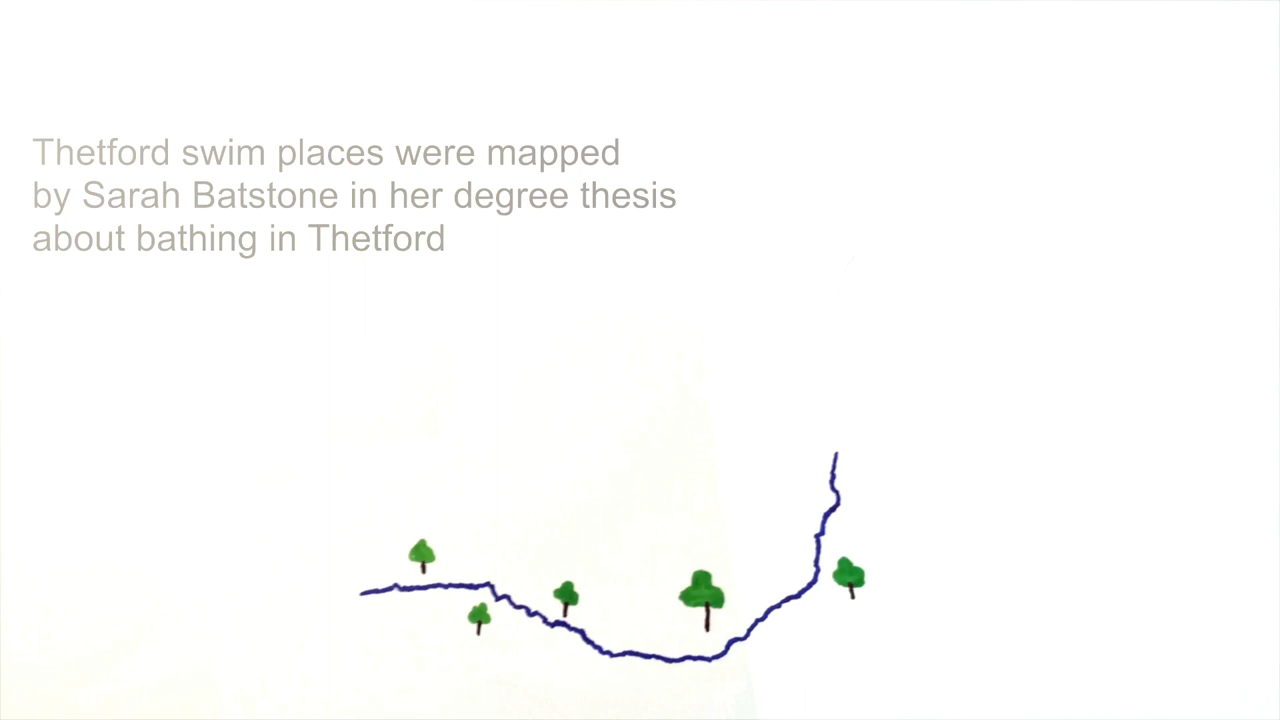 Thetford swim places were mapped
by Sarah Batstone in her degree thesis
about bathing in Thetford